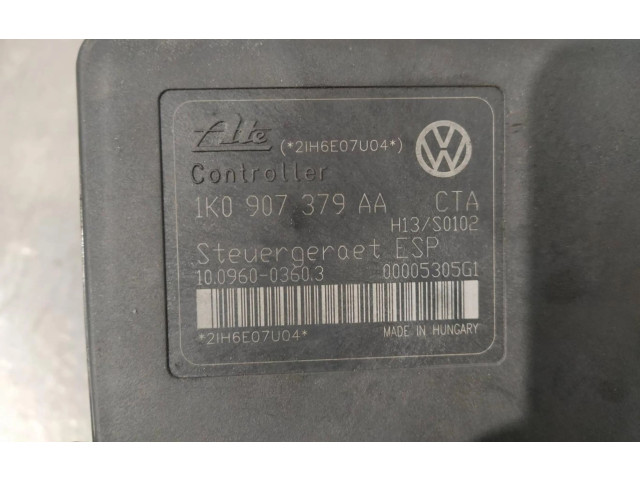 Ate (*2IH6E07U04*)
Controller
1K0 907 379 AA CTA
H13/S0102
Steuergeraet ESP
10.0960-0360.3 00005305G1
*2IH6E07U04* MADE IN HUNGARY